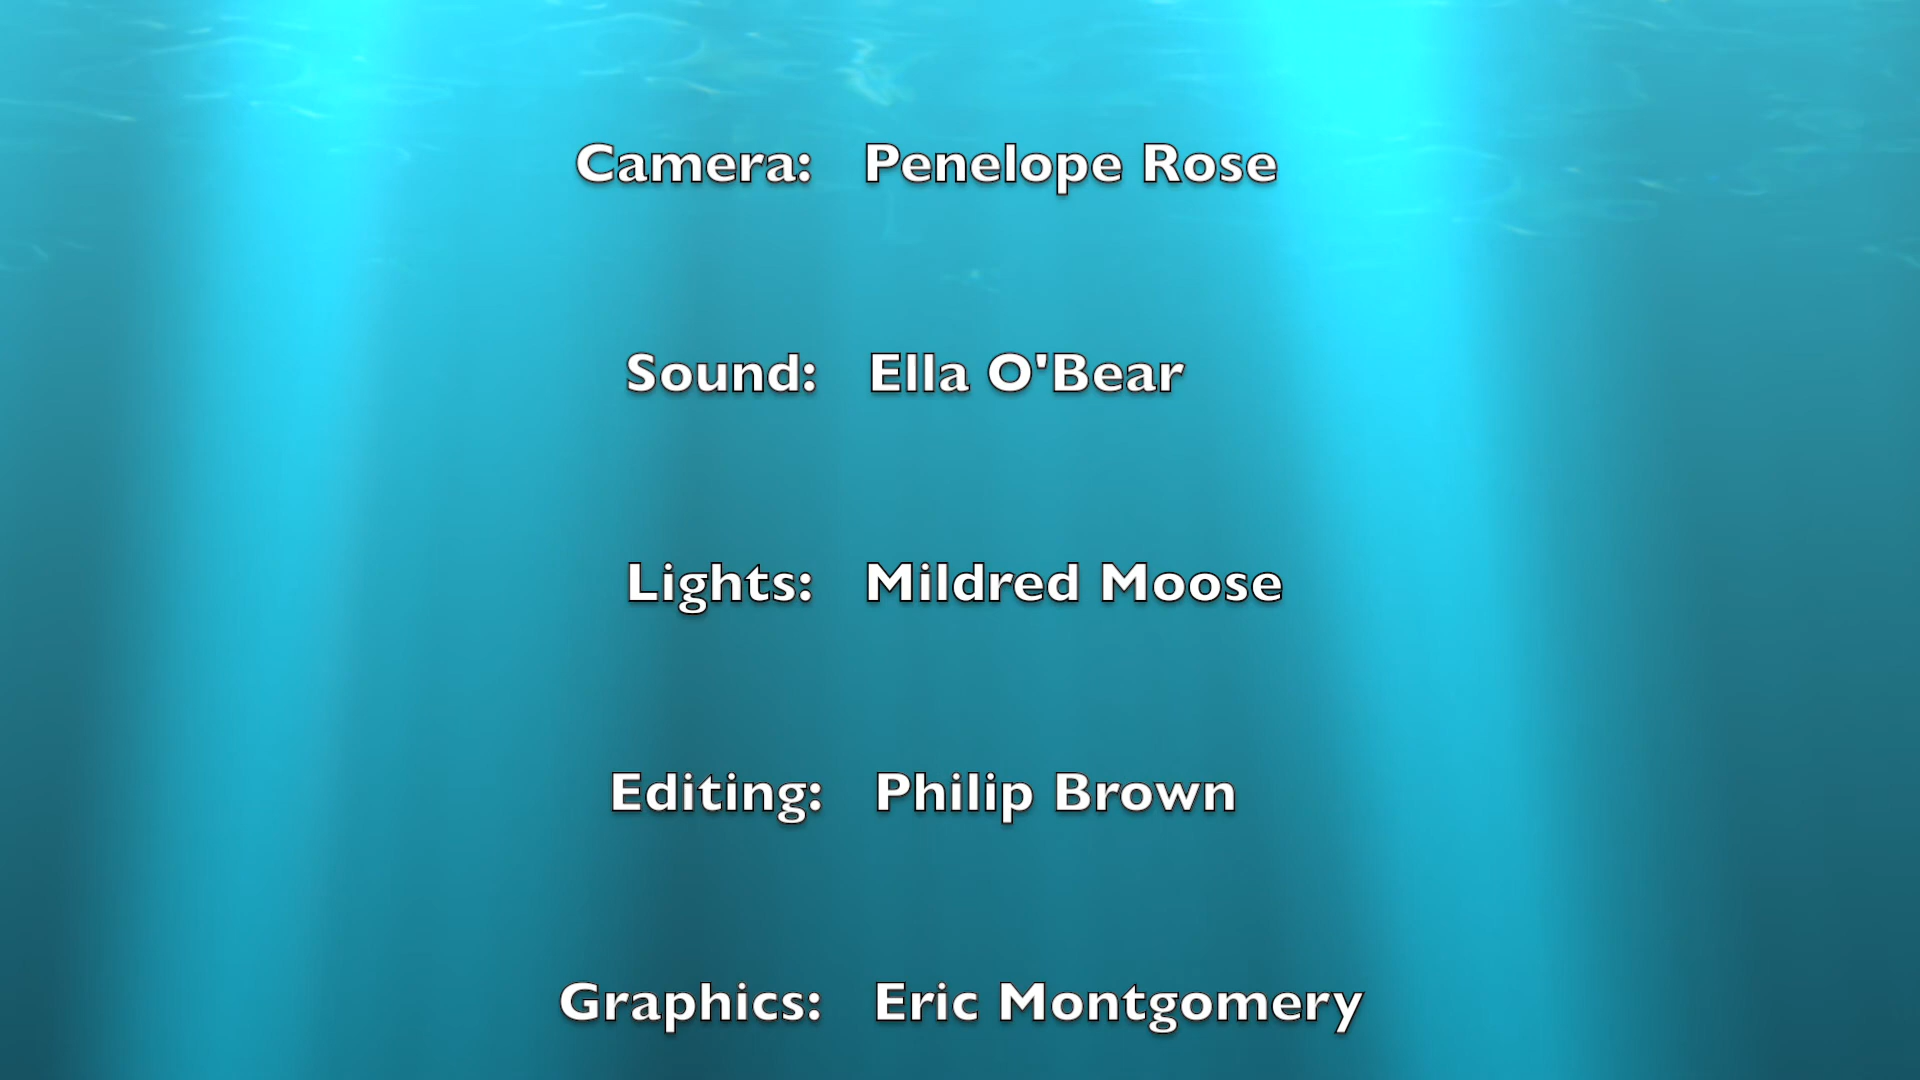 Camera: Penelope Rose
Sound: Ella O'Bear
Lights: Mildred Moose
Editing: Philip Brown
Graphics: Eric Montgomery